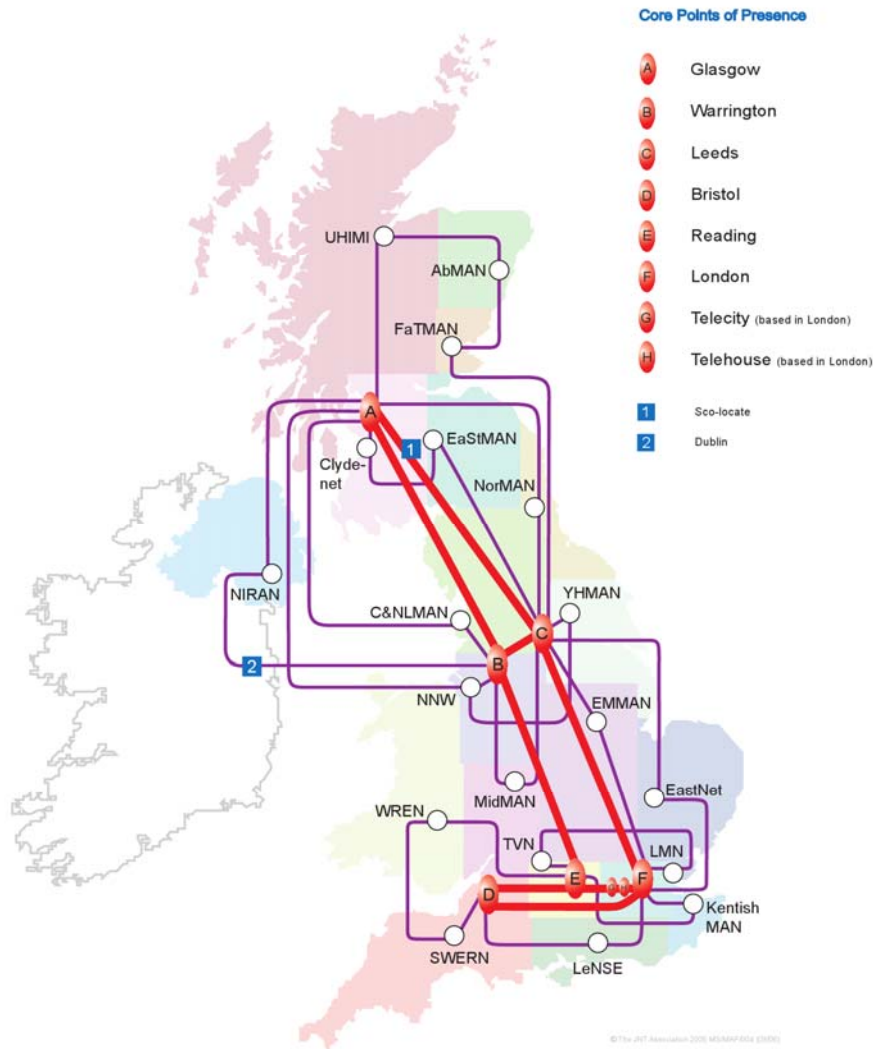 Core Points of Presence
A Glasgow
B Warrington
C Leeds
D Bristol
E Reading
F London
G Telecity (based in London)
H Telehouse (based in London)
1 Sco-locate
2 Dublin
UHIMI
AbMAN
FaTMAN
A
1
EaStMAN
Clyde-
net
NorMAN
NIRAN
YHMAN
C&NLMAN
C
B
2
NNW
EMMAN
MidMAN
EastNet
WREN
TVN
LMN
E
F
D
G
H
Kentish
MAN
SWERN
LeNSE